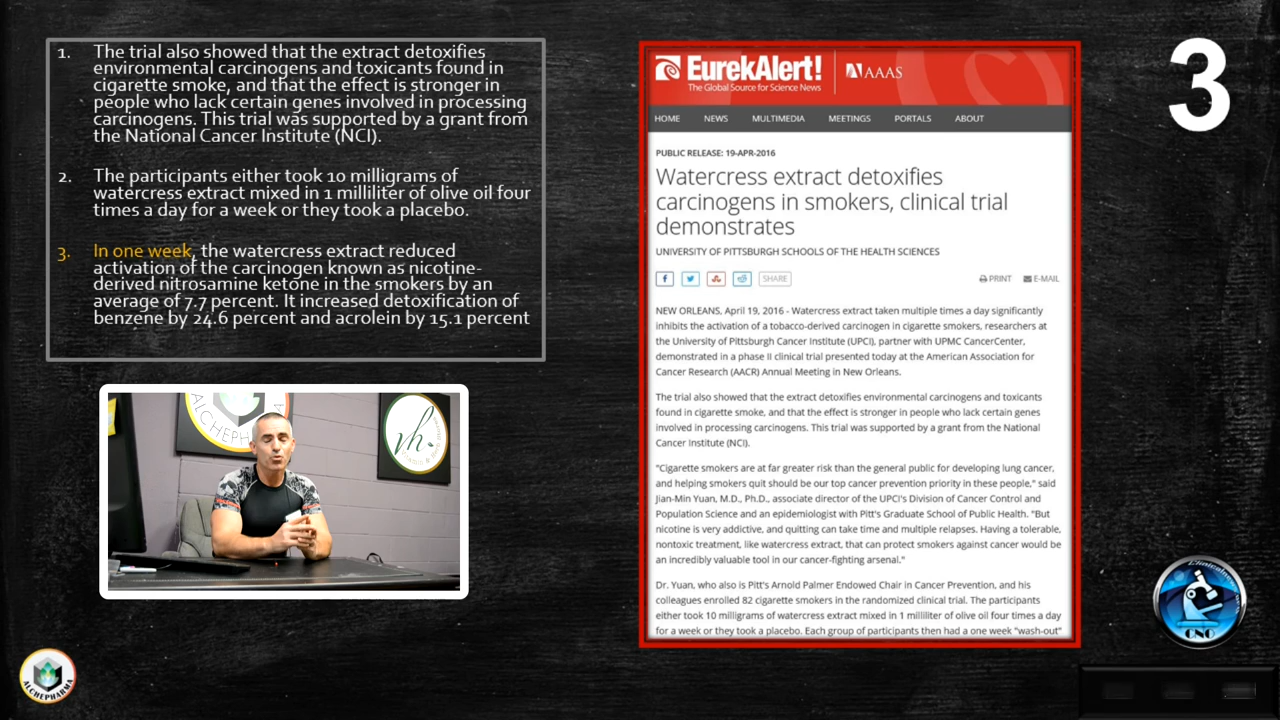 1. The trial also showed that the extract detoxifies
environmental carcinogens and toxicants found in
cigarette smoke, and that the effect is stronger in
people who lack certain genes involved in processing
carcinogens. This trial was supported by a grant from
the National Cancer Institute (NCI).
2. The participants either took 10 milligrams of
watercress extract mixed in 1 milliliter of olive oil four
times a day for a week or they took a placebo.
3. In one week, the watercress extract reduced
activation of the carcinogen known as nicotine-
derived nitrosamine ketone in the smokers by an
average of 7.7 percent. It increased detoxification of
benzene by 24.6 percent and acrolein by 15.1 percent
ALCHEPHARMA
vh
ALCHEPHARMA
EurekAlert! AAAS
The Global Source for Science News
HOME NEWS MULTIMEDIA MEETINGS PORTALS ABOUT
PUBLIC RELEASE: 19-APR-2016
Watercress extract detoxifies
carcinogens in smokers, clinical trial
demonstrates
UNIVERSITY OF PITTSBURGH SCHOOLS OF THE HEALTH SCIENCES
SHARE PRINT E-MAIL
NEW ORLEANS, April 19, 2016 - Watercress extract taken multiple times a day significantly
inhibits the activation of a tobacco-derived carcinogen in cigarette smokers, researchers at
the University of Pittsburgh Cancer Institute (UPCI), partner with UPMC CancerCenter,
demonstrated in a phase II clinical trial presented today at the American Association for
Cancer Research (AACR) Annual Meeting in New Orleans.
The trial also showed that the extract detoxifies environmental carcinogens and toxicants
found in cigarette smoke, and that the effect is stronger in people who lack certain genes
involved in processing carcinogens. This trial was supported by a grant from the National
Cancer Institute (NCI).
"Cigarette smokers are at far greater risk than the general public for developing lung cancer,
and helping smokers quit should be our top cancer prevention priority in these people," said
Jian-Min Yuan, M.D., Ph.D., associate director of the UPCI's Division of Cancer Control and
Population Science and an epidemiologist with Pitt's Graduate School of Public Health. "But
nicotine is very addictive, and quitting can take time and multiple relapses. Having a tolerable,
nontoxic treatment, like watercress extract, that can protect smokers against cancer would be
an incredibly valuable tool in our cancer-fighting arsenal."
Dr. Yuan, who also is Pitt's Arnold Palmer Endowed Chair in Cancer Prevention, and his
colleagues enrolled 82 cigarette smokers in the randomized clinical trial. The participants
either took 10 milligrams of watercress extract mixed in 1 milliliter of olive oil four times a day
for a week or they took a placebo. Each group of participants then had a one week "wash-out"
3
CNO